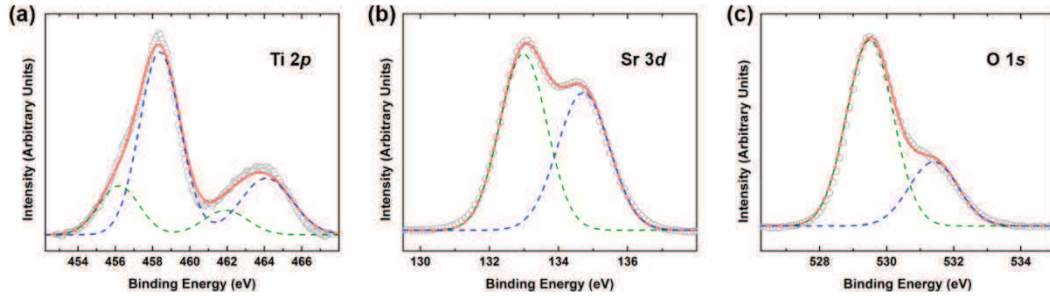 (a)
Ti 2p
Intensity (Arbitrary Units)
454 456 458 460 462 464 466
Binding Energy (eV)
(b)
Sr 3d
Intensity (Arbitrary Units)
130 132 134 136
Binding Energy (eV)
(c)
O 1s
Intensity (Arbitrary Units)
528 530 532 534
Binding Energy (eV)